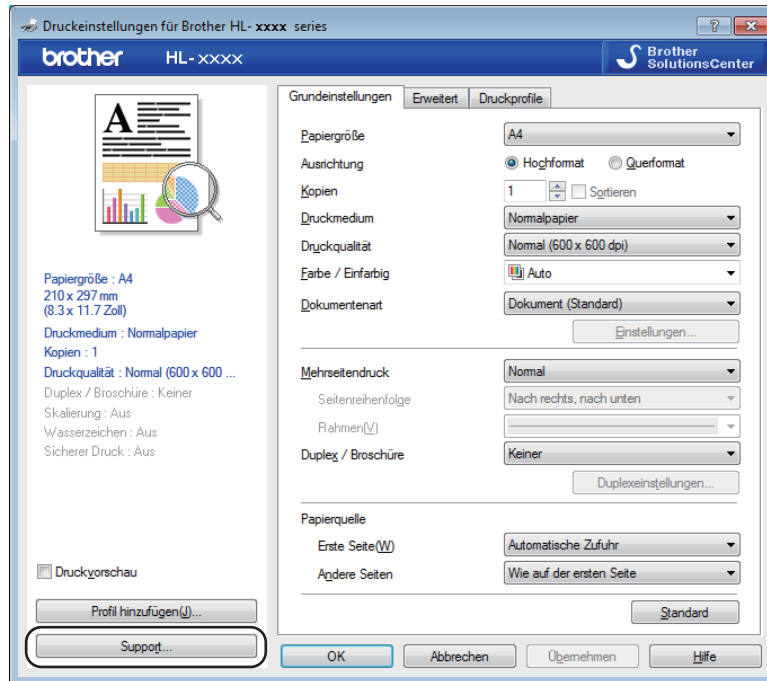 Druckeinstellungen für Brother HL- xxxx series
brother HL-xxxx
Brother
SolutionsCenter
A
Papiergröße : A4
210 x 297 mm
(8.3 x 11.7 Zoll)
Druckmedium : Normalpapier
Kopien : 1
Druckqualität : Normal (600 x 600 ...
Duplex / Broschüre : Keiner
Skalierung : Aus
Wasserzeichen : Aus
Sicherer Druck : Aus
Druckvorschau
Profil hinzufügen(J)...
Support...
Grundeinstellungen Erweitert Druckprofile
Papiergröße A4
Ausrichtung Hochformat Querformat
Kopien 1 Sortieren
Druckmedium Normalpapier
Druckqualität Normal (600 x 600 dpi)
Farbe / Einfarbig Auto
Dokumentenart Dokument (Standard)
Einstellungen...
Mehrseitendruck Normal
Seitenreihenfolge Nach rechts, nach unten
Rahmen(V)
Duplex / Broschüre Keiner
Duplexeinstellungen...
Papierquelle
Erste Seite(W) Automatische Zufuhr
Andere Seiten Wie auf der ersten Seite
Standard
OK Abbrechen Übernehmen Hilfe